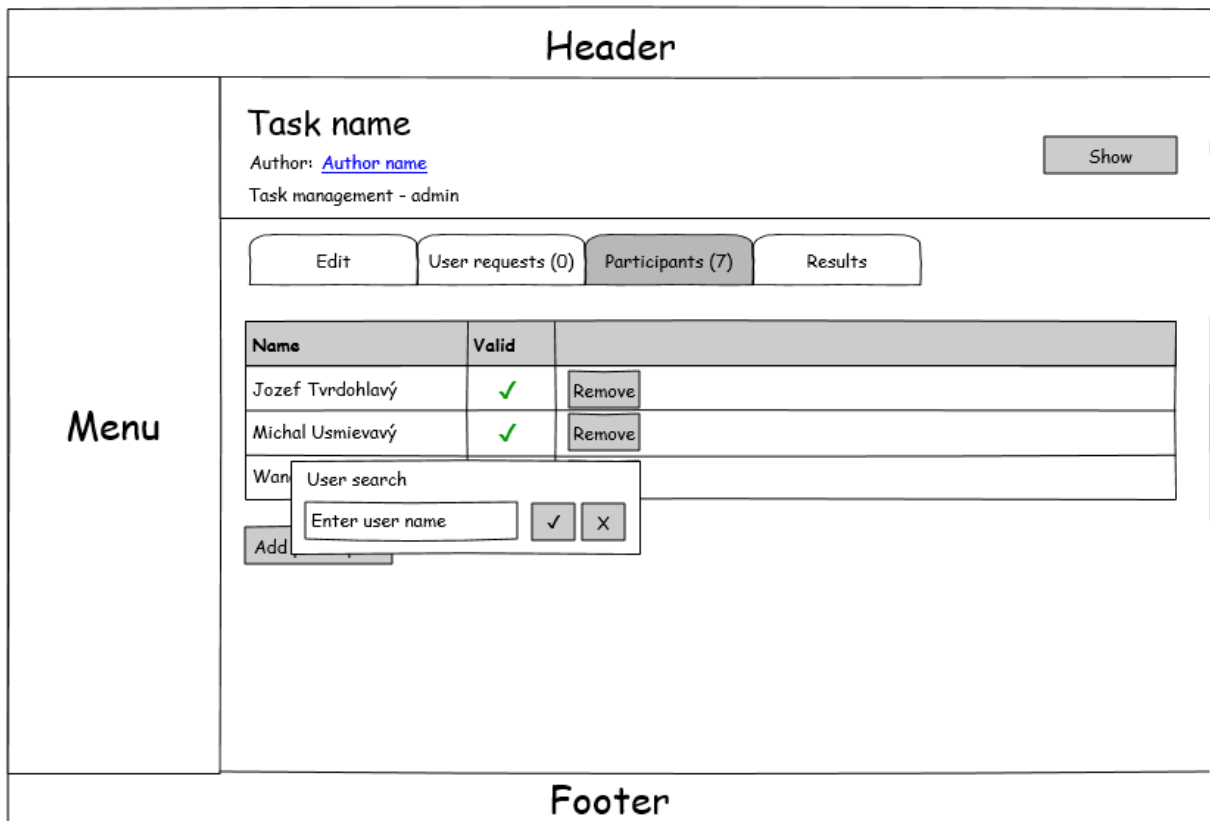 Header
Task name
Author: Author name
Task management - admin
Show
Edit
User requests (0)
Participants (7)
Results
Name Valid
Jozef Tvrdohlavý ✓ Remove
Michal Usmievavý ✓ Remove
Menu
User search
Enter user name ✓ X
Add
Footer